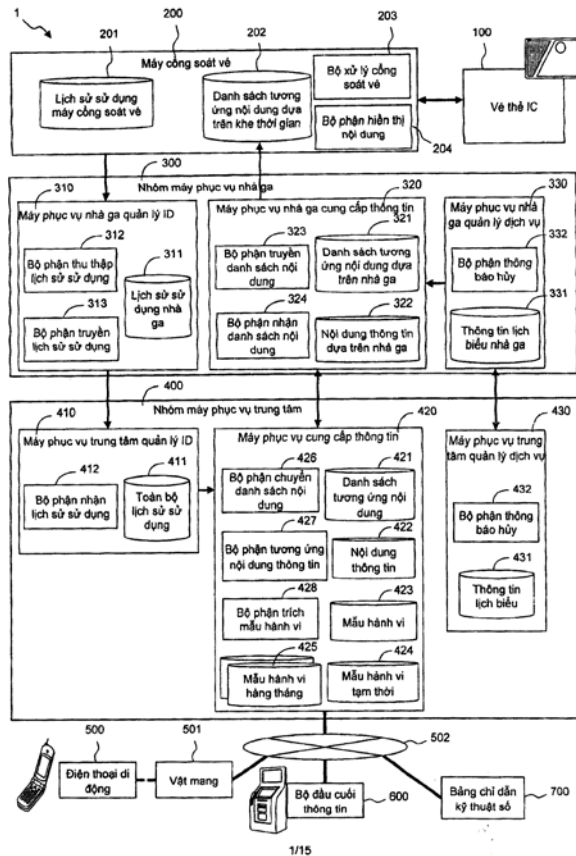 1
201
200
202
203
100
Máy cổng soát vé
Lịch sử sử dụng
máy cổng soát vé
Danh sách tương
ứng nội dung dựa
trên khe thời gian
Bộ xử lý cổng
soát vé
Bộ phận hiển thị
nội dung
204
Vé thẻ IC
300
Nhóm máy phục vụ nhà ga
310
Máy phục vụ nhà ga quản lý ID
312
Bộ phận thu thập
lịch sử sử dụng
311
Lịch sử sử
dụng nhà ga
313
Bộ phận truyền
lịch sử sử dụng
320
Máy phục vụ nhà ga cung cấp thông tin
323
321
Bộ phận truyền
danh sách nội dung
Danh sách tương
ứng nội dung dựa
trên nhà ga
324
322
Bộ phận nhận danh
sách nội dung
Nội dung thông tin
dựa trên nhà ga
330
Máy phục vụ nhà
ga quản lý dịch vụ
332
Bộ phận thông
báo hủy
331
Thông tin lịch
biểu nhà ga
400
Nhóm máy phục vụ trung tâm
410
Máy phục vụ trung tâm quản lý ID
412
411
Bộ phận nhận lịch
sử sử dụng
Toàn bộ
lịch sử sử
dụng
420
Máy phục vụ cung cấp thông tin
426
421
Bộ phận chuyển
danh sách nội dung
Danh sách
tương ứng nội
dung
427
422
Bộ phận tương ứng
nội dung thông tin
Nội dung
thông tin
428
423
Bộ phận trích
mẫu hành vi
Mẫu hành vi
425
424
Mẫu hành vi
hàng tháng
Mẫu hành vi
tạm thời
430
Máy phục vụ trung
tâm quản lý dịch vụ
432
Bộ phận thông
báo hủy
431
Thông tin
lịch biểu
500
501
502
Điện thoại di
động
Vật mang
Bộ đầu cuối
thông tin
600
Bảng chỉ dẫn
kỹ thuật số
700
1/15